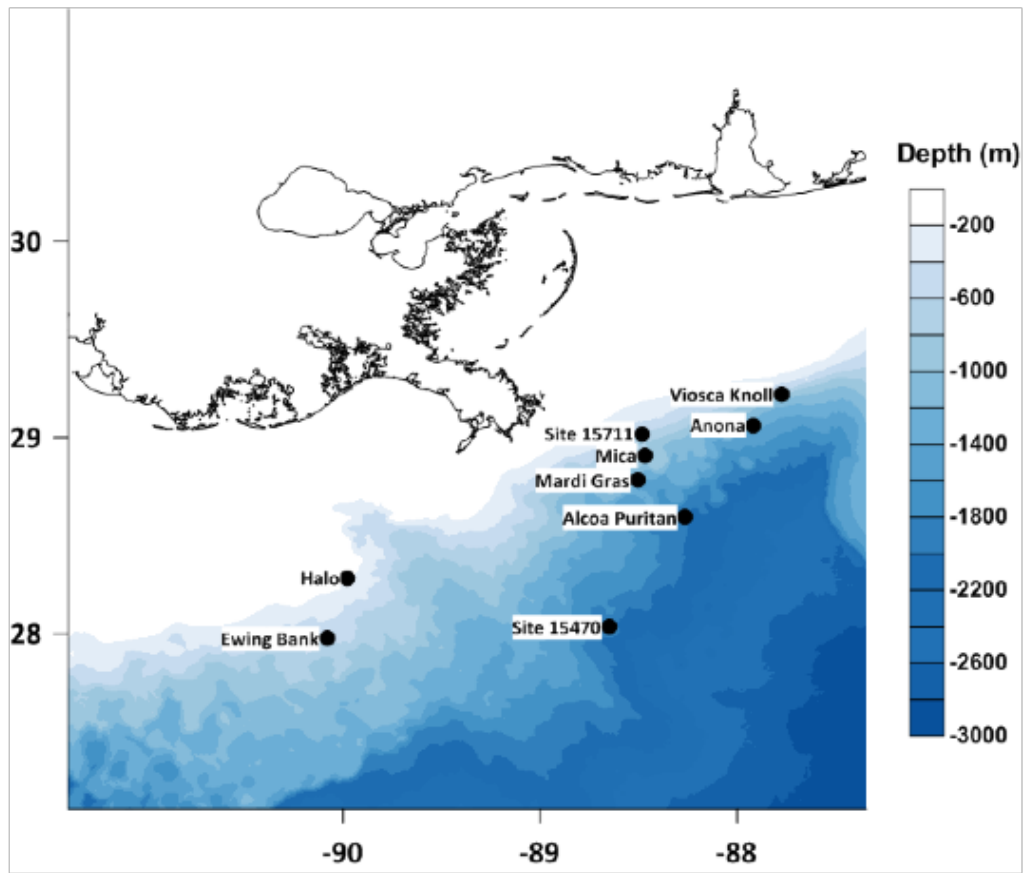 Depth (m)
-200
-600
-1000
-1400
-1800
-2200
-2600
-3000
30
29
28
Viosca Knoll
Anona
Site 15711
Mica
Mardi Gras
Alcoa Puritan
Halo
Site 15470
Ewing Bank
-90
-89
-88